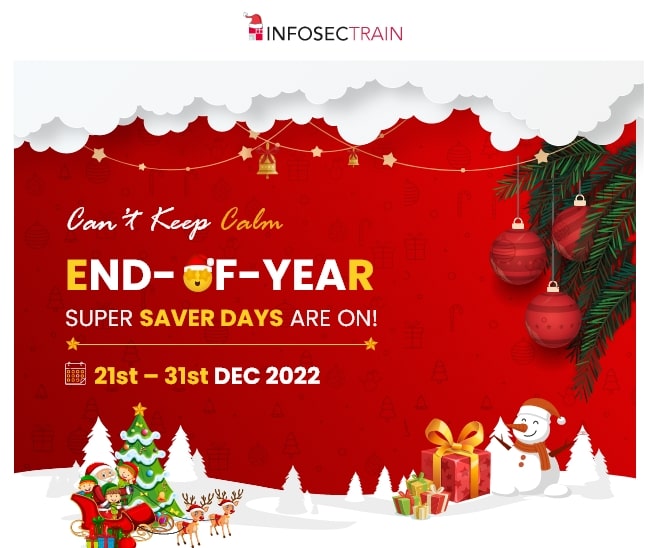 INFOSECTRAIN
Can't Keep Calm
END-OF-YEAR
SUPER SAVER DAYS ARE ON!
21st – 31st DEC 2022